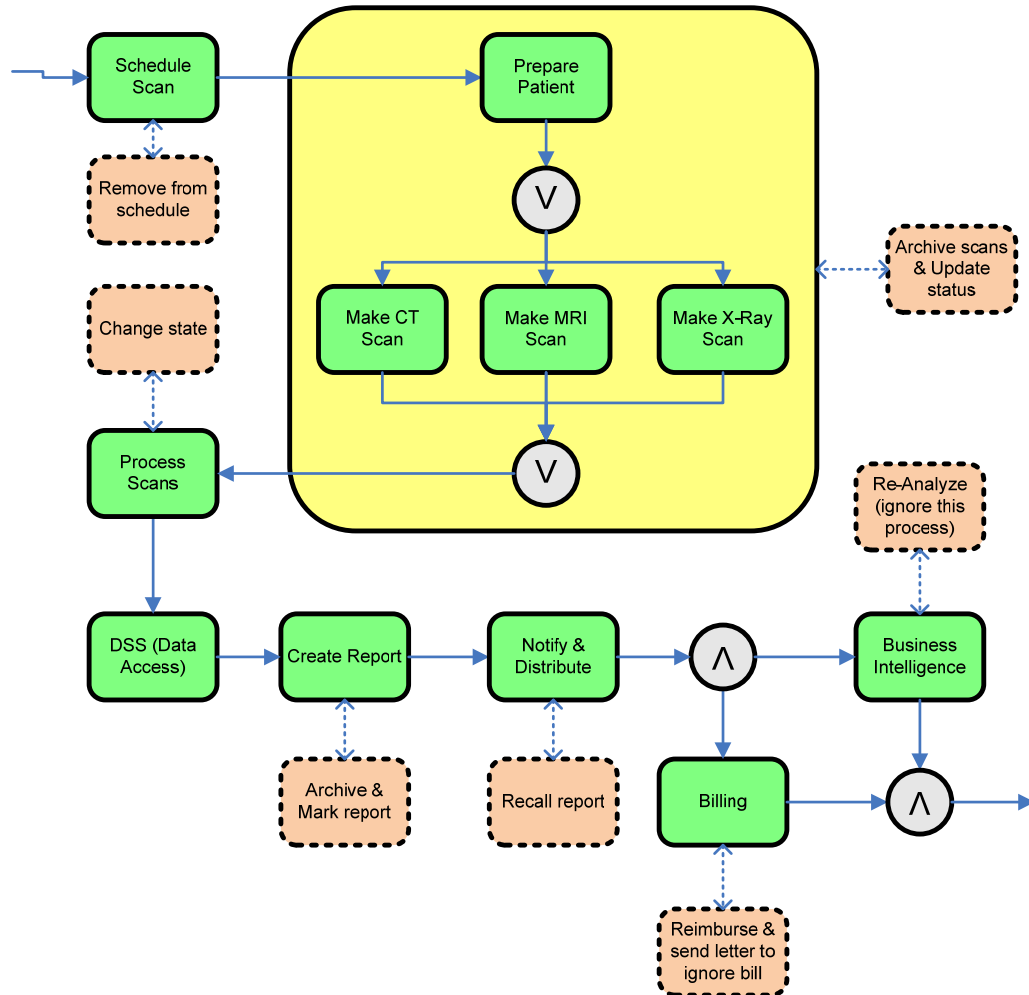 Schedule
Scan
Prepare
Patient
V
Remove from
schedule
Archive scans
& Update
status
Change state
Make CT
Scan
Make MRI
Scan
Make X-Ray
Scan
Process
Scans
V
Re-Analyze
(ignore this
process)
DSS (Data
Access)
Create Report
Notify &
Distribute
Λ
Business
Intelligence
Archive &
Mark report
Recall report
Billing
Λ
Reimburse &
send letter to
ignore bill